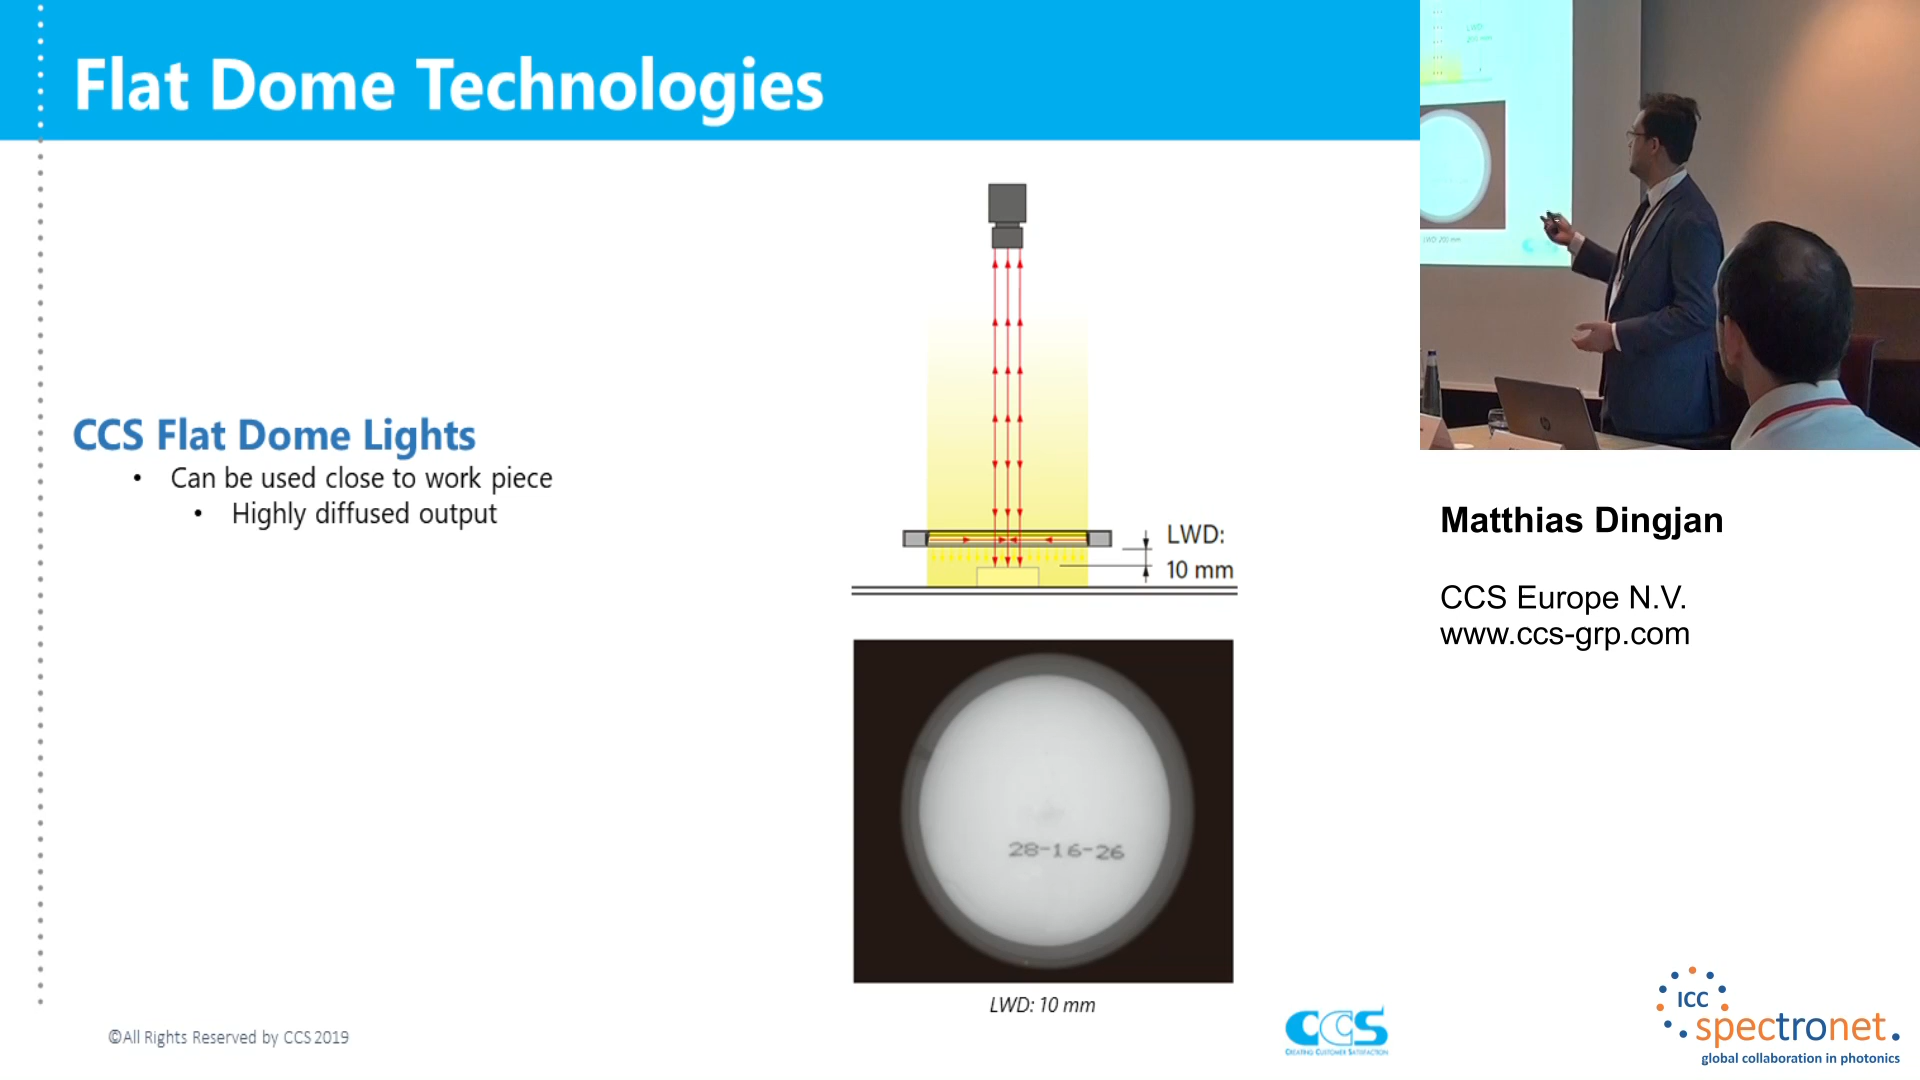 Flat Dome Technologies
CCS Flat Dome Lights
• Can be used close to work piece
• Highly diffused output
LWD:
10 mm
28-16-26
LWD: 10 mm
©All Rights Reserved by CCS 2019
CCS
CREATING CUSTOMER SATISFACTION
Matthias Dingjan
CCS Europe N.V.
www.ccs-grp.com
ICC
spectronet.
global collaboration in photonics